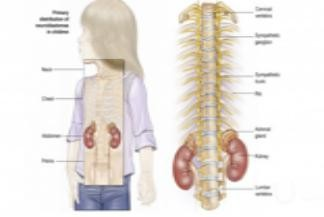 Primary
distribution of
neuroblastomas
in children
Neck
Chest
Abdomen
Pelvis
Cervical
vertebra
Sympathetic
ganglion
Sympathetic
trunk
Rib
Adrenal
gland
Kidney
Lumbar
vertebra